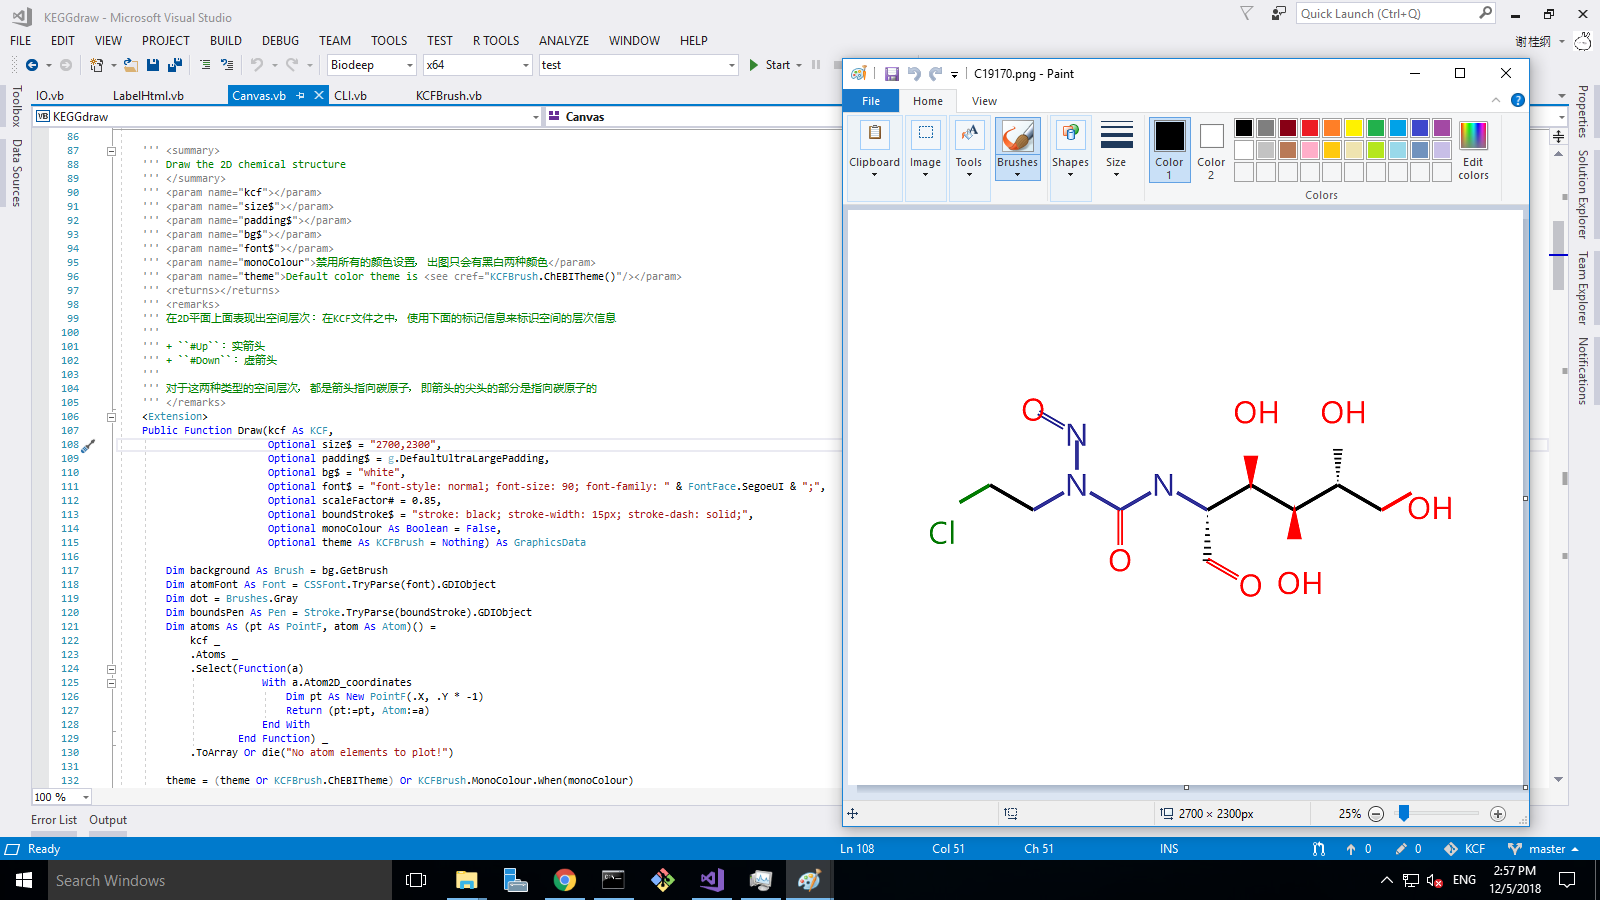 KEGGdraw - Microsoft Visual Studio
Quick Launch (Ctrl+Q)
FILE EDIT VIEW PROJECT BUILD DEBUG TEAM TOOLS TEST R TOOLS ANALYZE WINDOW HELP
谢桂纲
Biodeep x64 test Start
IO.vb LabelHtml.vb Canvas.vb CLI.vb KCFBrush.vb
VB KEGGdraw Canvas
Toolbox
Data Sources
86
87 ''' <summary>
88 ''' Draw the 2D chemical structure
89 ''' </summary>
90 ''' <param name="kcf"></param>
91 ''' <param name="size$"></param>
92 ''' <param name="padding$"></param>
93 ''' <param name="bg$"></param>
94 ''' <param name="font$"></param>
95 ''' <param name="monoColour">禁用所有的颜色设置，出图只会有黑白两种颜色</param>
96 ''' <param name="theme">Default color theme is <see cref="KCFBrush.ChEBITheme()"/></param>
97 ''' <returns></returns>
98 ''' <remarks>
99 ''' 在2D平面上面表现出空间层次：在KCF文件之中，使用下面的标记信息来标识空间的层次信息
100 '''
101 ''' + ``#Up``：实箭头
102 ''' + ``#Down``：虚箭头
103 '''
104 ''' 对于这两种类型的空间层次，都是箭头指向碳原子，即箭头的尖头的部分是指向碳原子的
105 ''' </remarks>
106 <Extension>
107 Public Function Draw(kcf As KCF,
108 Optional size$ = "2700,2300",
109 Optional padding$ = g.DefaultUltraLargePadding,
110 Optional bg$ = "white",
111 Optional font$ = "font-style: normal; font-size: 90; font-family: " & FontFace.SegoeUI & ";",
112 Optional scaleFactor# = 0.85,
113 Optional boundStroke$ = "stroke: black; stroke-width: 15px; stroke-dash: solid;",
114 Optional monoColour As Boolean = False,
115 Optional theme As KCFBrush = Nothing) As GraphicsData
116
117 Dim background As Brush = bg.GetBrush
118 Dim atomFont As Font = CSSFont.TryParse(font).GDIObject
119 Dim dot = Brushes.Gray
120 Dim boundsPen As Pen = Stroke.TryParse(boundStroke).GDIObject
121 Dim atoms As (pt As PointF, atom As Atom)() =
122 kcf _
123 .Atoms _
124 .Select(Function(a)
125 With a.Atom2D_coordinates
126 Dim pt As New PointF(.X, .Y * -1)
127 Return (pt:=pt, Atom:=a)
128 End With
129 End Function) _
130 .ToArray Or die("No atom elements to plot!")
131
132 theme = (theme Or KCFBrush.ChEBITheme) Or KCFBrush.MonoColour.When(monoColour)
100 %
Error List Output
C19170.png - Paint
File Home View
Clipboard Image Tools Brushes Shapes Size Color 1 Color 2 Edit colors
Colors
OH OH
O
N
N N
Cl OH
O
O OH
2700 × 2300px 25%
Properties
Solution Explorer
Team Explorer
Notifications
Ready Ln 108 Col 51 Ch 51 INS 0 0 KCF master
Search Windows
ENG 2:57 PM
12/5/2018